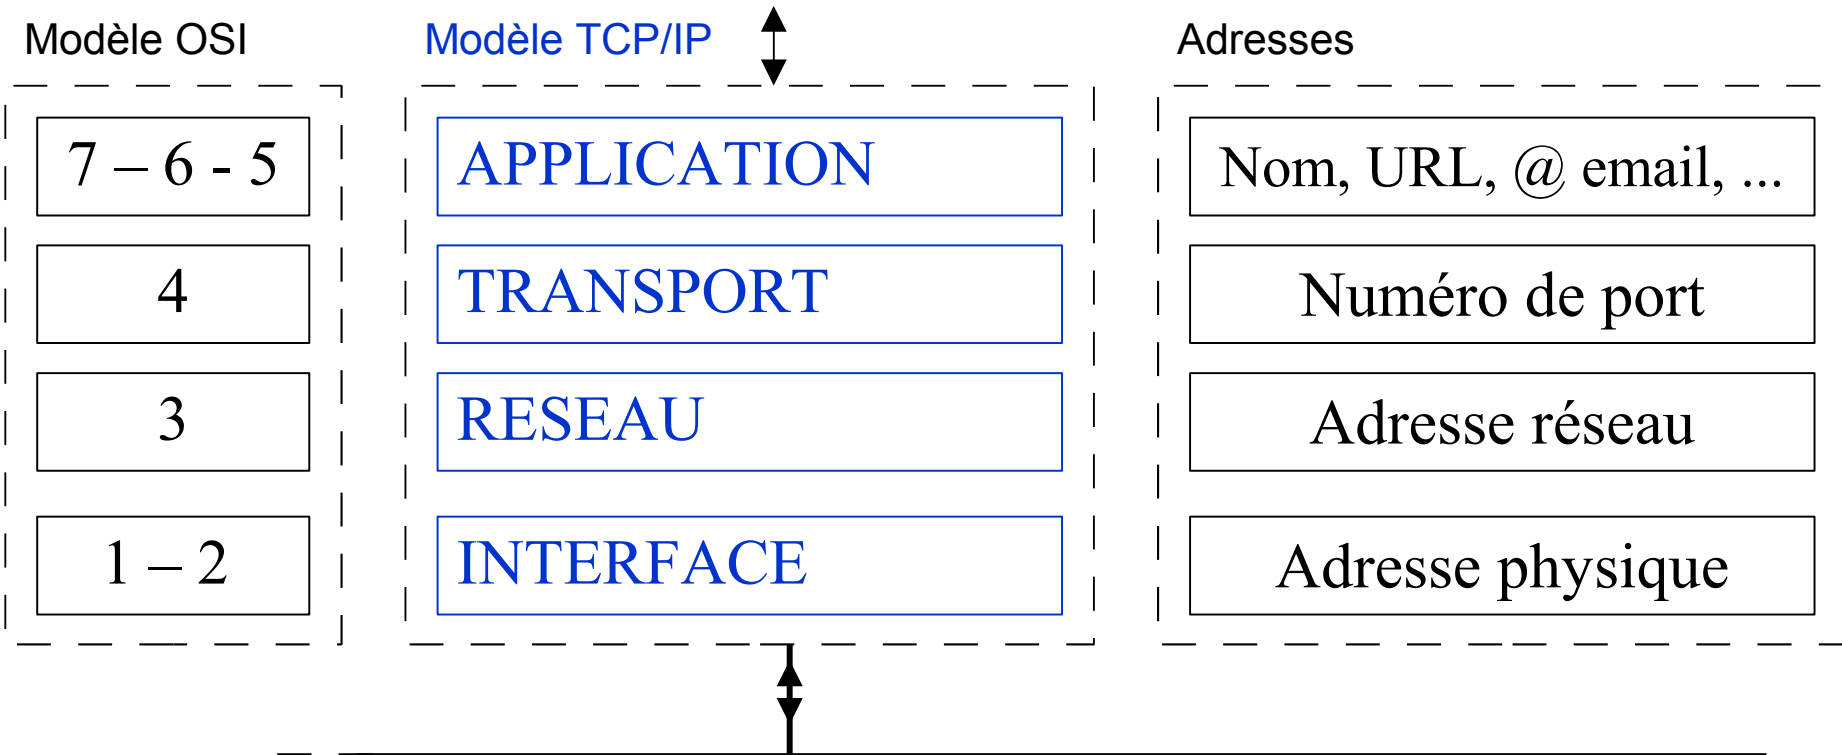 Modèle OSI
Modèle TCP/IP
Adresses
7 – 6 - 5
APPLICATION
Nom, URL, @ email, ...
4
TRANSPORT
Numéro de port
3
RESEAU
Adresse réseau
1 – 2
INTERFACE
Adresse physique